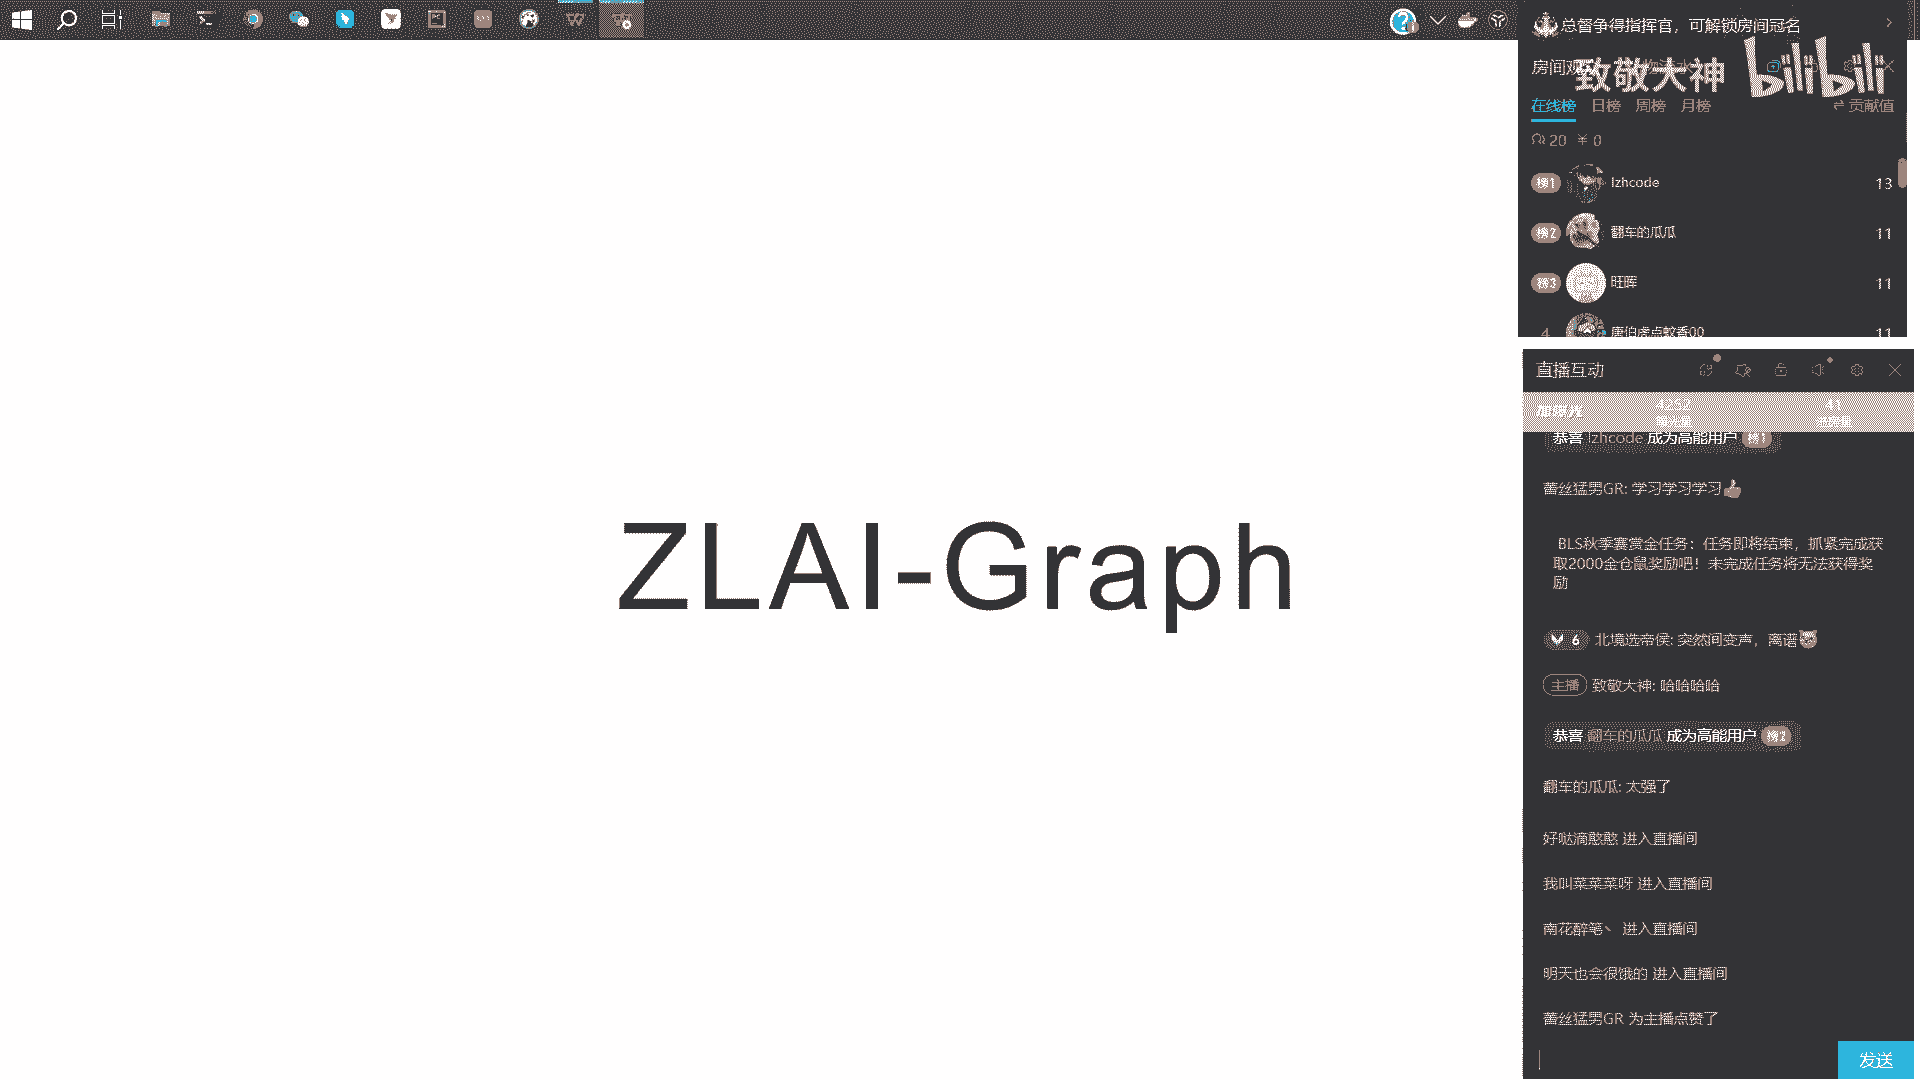 总督争得指挥官，可解锁房间冠名
致敬大神 bilibili
在线榜 日榜 周榜 月榜
贡献值
20 ¥ 0
榜1 lzhcode 13
榜2 翻车的瓜瓜 11
榜3 旺晖 11
4 唐伯虎点蚊香00 11
ZLAI-Graph
直播互动
4252 41
曝光量
恭喜 lzhcode 成为高能用户 榜1
蕾丝猛男GR: 学习学习学习
BLS秋季赛赏金任务：任务即将结束，抓紧完成获
取2000金仓鼠奖励吧！未完成任务将无法获得奖
励
6 北境选帝侯: 突然间变声，离谱
主播 致敬大神: 哈哈哈哈
恭喜 翻车的瓜瓜 成为高能用户 榜2
翻车的瓜瓜: 太强了
好哒滴憨憨 进入直播间
我叫菜菜菜呀 进入直播间
南花醉笔丶 进入直播间
明天也会很饿的 进入直播间
蕾丝猛男GR 为主播点赞了
发送